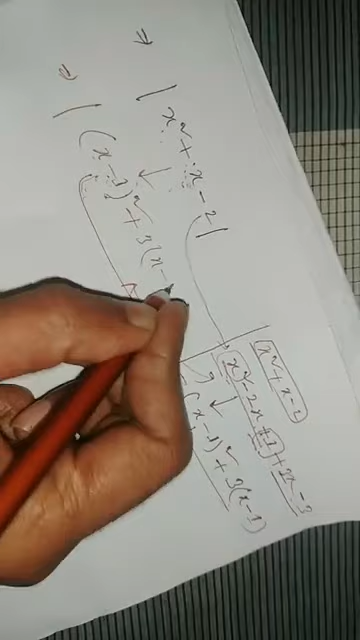 ⇒ | x² + x - 2 |
⇒ | (x-1)² + 3(x-
x² + x - 2
x² - 2x + 1 + 3x - 3
(x-1)² + 3(x-1)